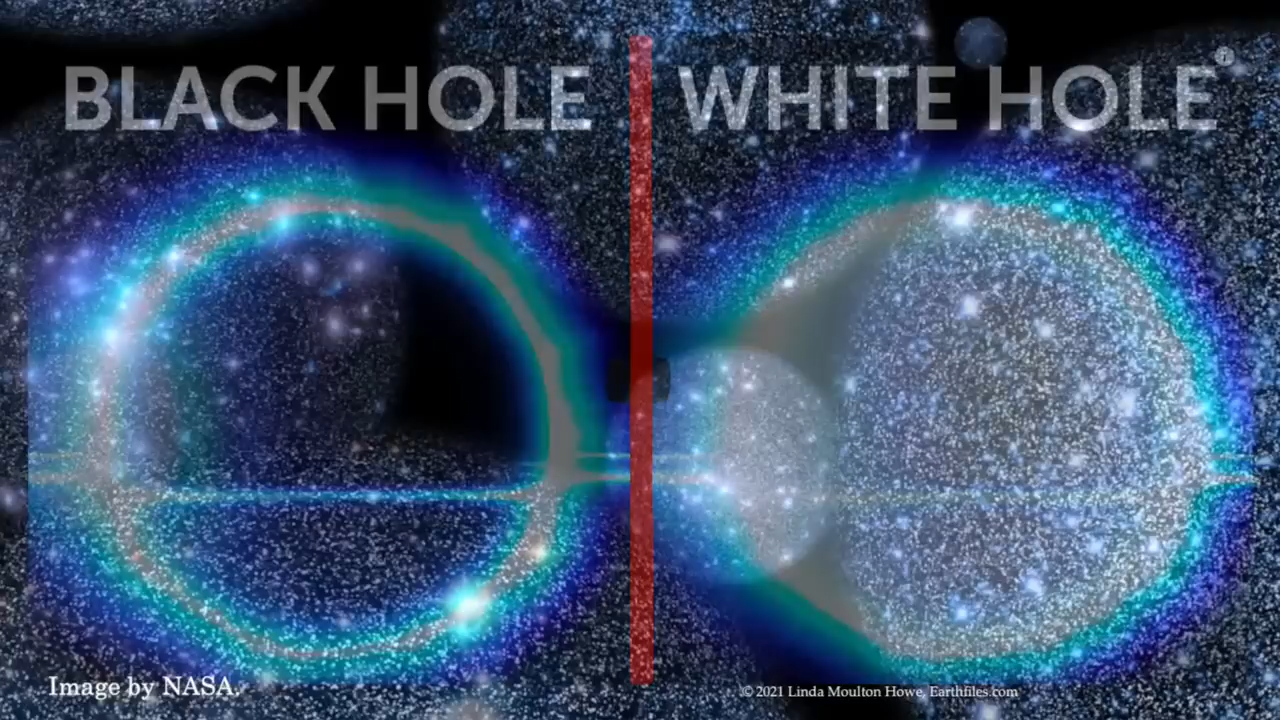 BLACK HOLE
WHITE HOLE
Image by NASA.
© 2021 Linda Moulton Howe, Earthfiles.com